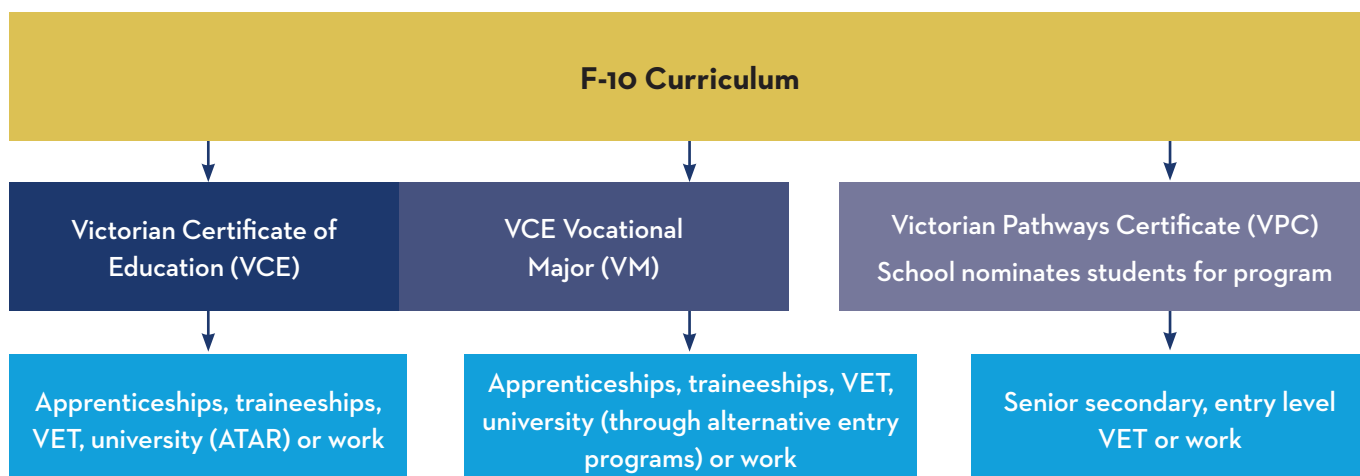 F-10 Curriculum
Victorian Certificate of
Education (VCE)
VCE Vocational
Major (VM)
Victorian Pathways Certificate (VPC)
School nominates students for program
Apprenticeships, traineeships,
VET, university (ATAR) or work
Apprenticeships, traineeships, VET,
university (through alternative entry
programs) or work
Senior secondary, entry level
VET or work